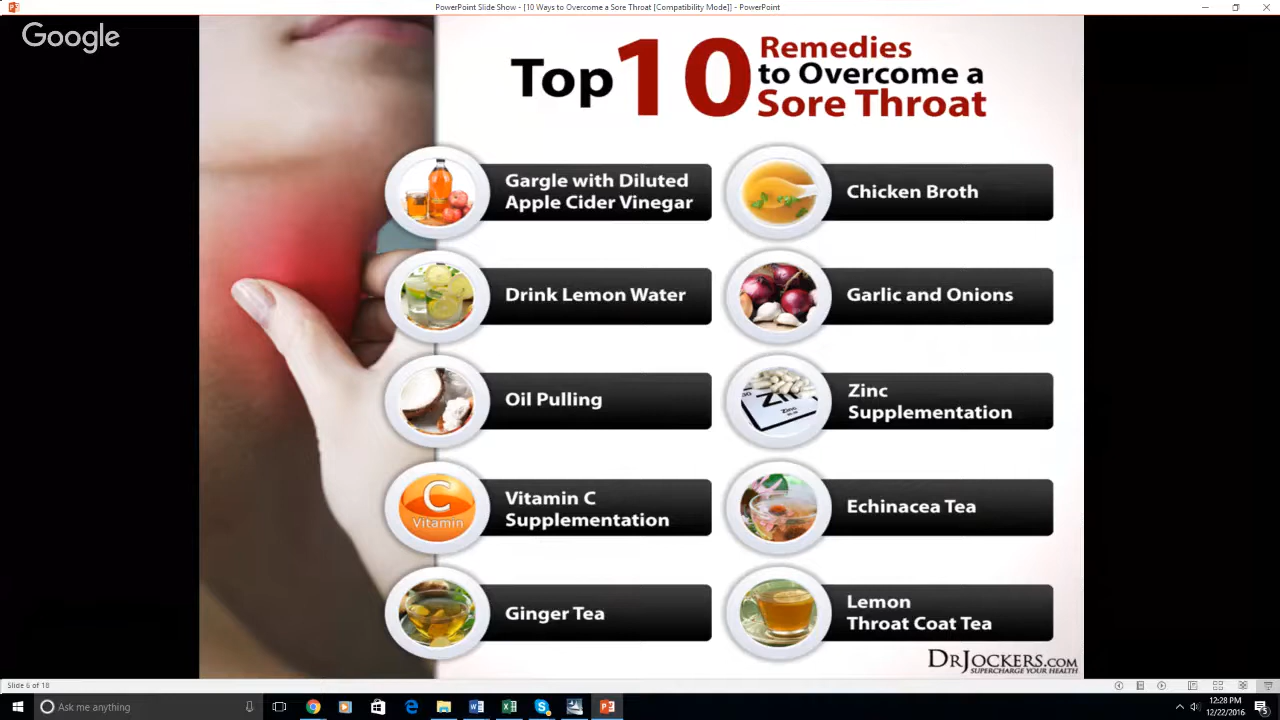 PowerPoint Slide Show - [10 Ways to Overcome a Sore Throat [Compatibility Mode]] - PowerPoint
Google
Top 10 Remedies
to Overcome a
Sore Throat
Gargle with Diluted
Apple Cider Vinegar
Drink Lemon Water
Oil Pulling
C
Vitamin
Vitamin C
Supplementation
Ginger Tea
Chicken Broth
Garlic and Onions
Zinc
Zinc
Supplementation
Echinacea Tea
Lemon
Throat Coat Tea
DRJOCKERS.COM
SUPERCHARGE YOUR HEALTH
Slide 6 of 18
Ask me anything
12:28 PM
12/22/2016